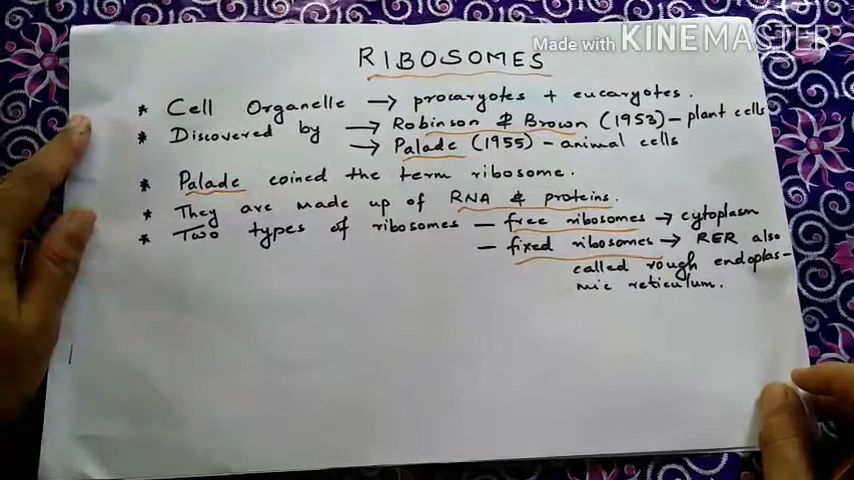 Made with KINEMASTER
RIBOSOMES
* Cell Organelle → procaryotes + eucaryotes.
* Discovered by → Robinson & Brown (1953) - plant cells
→ Palade (1955) - animal cells
* Palade coined the term ribosome.
* They are made up of RNA & proteins.
* Two types of ribosomes - free ribosomes → cytoplasm
- fixed ribosomes → RER also
called rough endoplas-
mic reticulum.